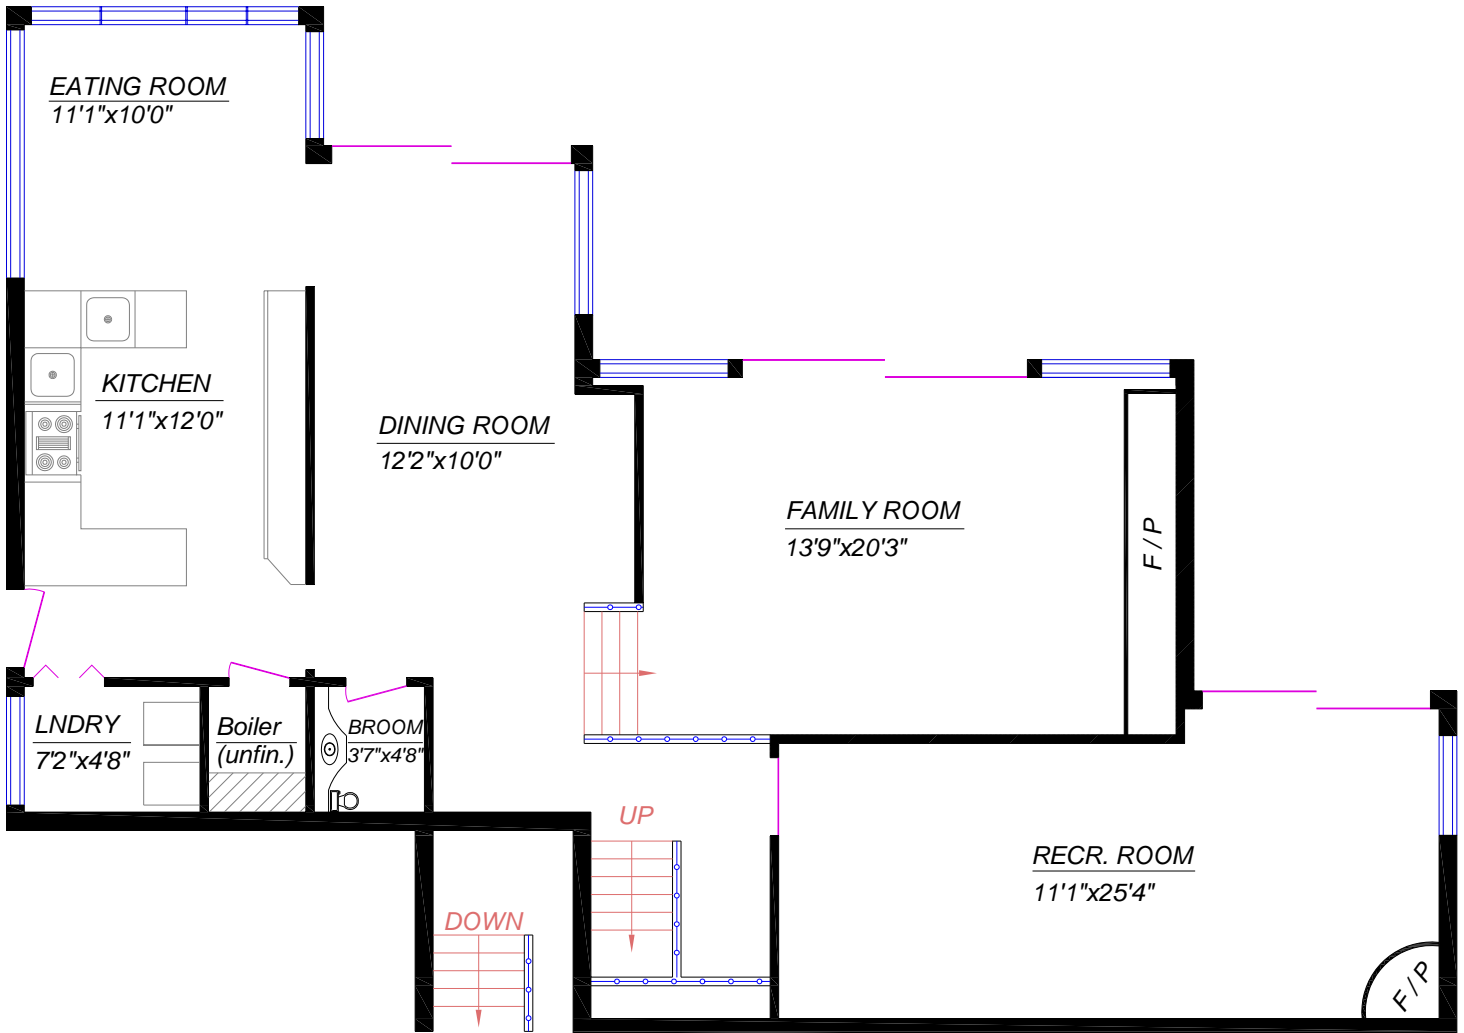 EATING ROOM
11'1"x10'0"
KITCHEN
11'1"x12'0"
DINING ROOM
12'2"x10'0"
FAMILY ROOM
13'9"x20'3"
F / P
LNDRY
7'2"x4'8"
Boiler
(unfin.)
BROOM
3'7"x4'8"
UP
DOWN
RECR. ROOM
11'1"x25'4"
F / P